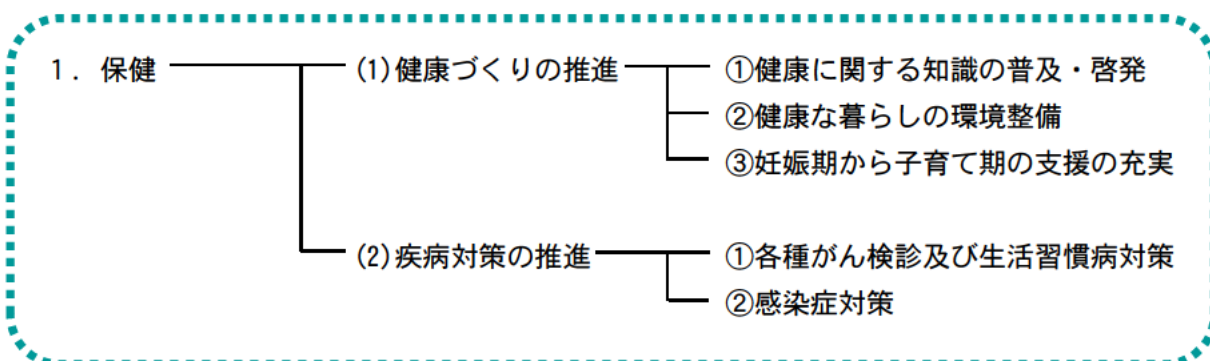 1．保健 (1)健康づくりの推進 ①健康に関する知識の普及・啓発
②健康な暮らしの環境整備
③妊娠期から子育て期の支援の充実
(2)疾病対策の推進 ①各種がん検診及び生活習慣病対策
②感染症対策